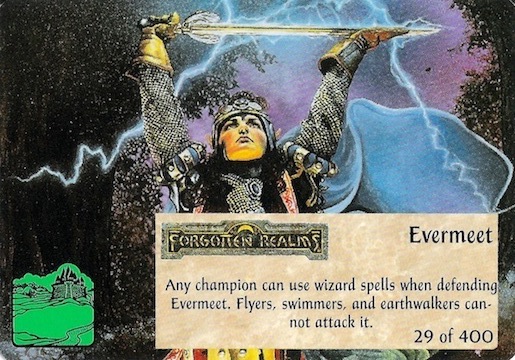 FORGOTTEN REALMS
Evermeet
Any champion can use wizard spells when defending
Evermeet. Flyers, swimmers, and earthwalkers can-
not attack it.
29 of 400